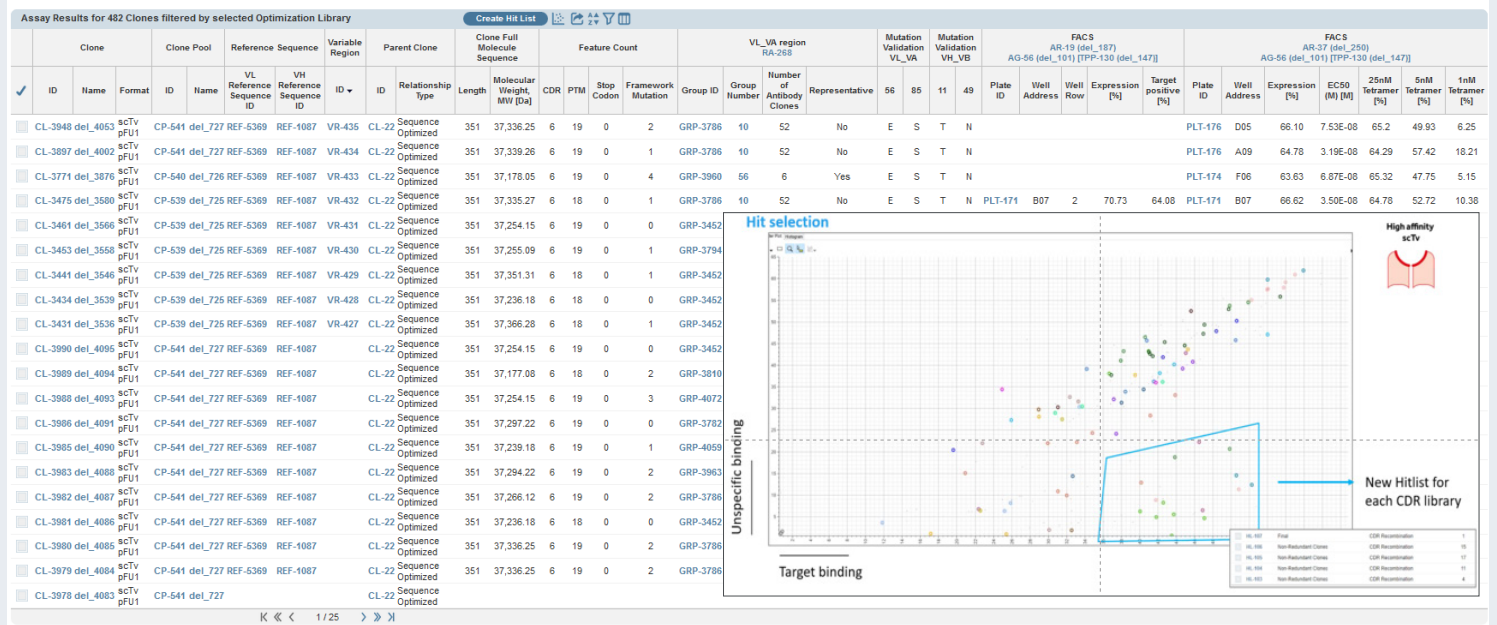 Assay Results for 482 Clones filtered by selected Optimization Library Create Hit List
Clone Clone Pool Reference Sequence Variable Region Parent Clone Clone Full Molecule Sequence Feature Count VL_VA region RA-268 Mutation Validation VL_VA Mutation Validation VH_VB FACS AR-19 (del_187) AG-56 (del_101) [TPP-130 (del_147)] FACS AR-37 (del_250) AG-56 (del_101) [TPP-130 (del_147)]
ID Name Format ID Name VL Reference Sequence ID VH Reference Sequence ID ID ID Relationship Type Length Molecular Weight, MW [Da] CDR PTM Stop Codon Framework Mutation Group ID Group Number Number of Antibody Clones Representative 56 85 11 49 Plate ID Well Address Well Row Expression [%] Target positive [%] Plate ID Well Address Expression [%] EC50 (M) [M] 25nM Tetramer [%] 5nM Tetramer [%] 1nM Tetramer [%]
CL-3948 del_4053 scTv pFU1 CP-541 del_727 REF-5369 REF-1087 VR-435 CL-22 Sequence Optimized 351 37,336.25 6 19 0 2 GRP-3786 10 52 No E S T N PLT-176 D05 66.10 7.53E-08 65.2 49.93 6.25
CL-3897 del_4002 scTv pFU1 CP-541 del_727 REF-5369 REF-1087 VR-434 CL-22 Sequence Optimized 351 37,339.26 6 19 0 1 GRP-3786 10 52 No E S T N PLT-176 A09 64.78 3.19E-08 64.29 57.42 18.21
CL-3771 del_3876 scTv pFU1 CP-540 del_726 REF-5369 REF-1087 VR-433 CL-22 Sequence Optimized 351 37,178.05 6 19 0 4 GRP-3960 56 6 Yes E S T N PLT-174 F06 63.63 6.87E-08 65.32 47.75 5.15
CL-3475 del_3580 scTv pFU1 CP-539 del_725 REF-5369 REF-1087 VR-432 CL-22 Sequence Optimized 351 37,335.27 6 18 0 1 GRP-3786 10 52 No E S T N PLT-171 B07 2 70.73 64.08 PLT-171 B07 66.62 3.50E-08 64.78 52.72 10.38
CL-3461 del_3566 scTv pFU1 CP-539 del_725 REF-5369 REF-1087 VR-431 CL-22 Sequence Optimized 351 37,254.15 6 19 0 0 GRP-3452
CL-3453 del_3558 scTv pFU1 CP-539 del_725 REF-5369 REF-1087 VR-430 CL-22 Sequence Optimized 351 37,255.09 6 19 0 1 GRP-3794
CL-3441 del_3546 scTv pFU1 CP-539 del_725 REF-5369 REF-1087 VR-429 CL-22 Sequence Optimized 351 37,351.31 6 18 0 1 GRP-3452
CL-3434 del_3539 scTv pFU1 CP-539 del_725 REF-5369 REF-1087 VR-428 CL-22 Sequence Optimized 351 37,236.18 6 18 0 0 GRP-3452
CL-3431 del_3536 scTv pFU1 CP-539 del_725 REF-5369 REF-1087 VR-427 CL-22 Sequence Optimized 351 37,366.28 6 18 0 1 GRP-3452
CL-3990 del_4095 scTv pFU1 CP-541 del_727 REF-5369 REF-1087 CL-22 Sequence Optimized 351 37,254.15 6 19 0 0 GRP-3452
CL-3989 del_4094 scTv pFU1 CP-541 del_727 REF-5369 REF-1087 CL-22 Sequence Optimized 351 37,177.08 6 18 0 2 GRP-3810
CL-3988 del_4093 scTv pFU1 CP-541 del_727 REF-5369 REF-1087 CL-22 Sequence Optimized 351 37,254.15 6 19 0 3 GRP-4072
CL-3986 del_4091 scTv pFU1 CP-541 del_727 REF-5369 REF-1087 CL-22 Sequence Optimized 351 37,297.22 6 19 0 0 GRP-3782
CL-3985 del_4090 scTv pFU1 CP-541 del_727 REF-5369 REF-1087 CL-22 Sequence Optimized 351 37,239.18 6 19 0 1 GRP-4059
CL-3983 del_4088 scTv pFU1 CP-541 del_727 REF-5369 REF-1087 CL-22 Sequence Optimized 351 37,294.22 6 19 0 2 GRP-3963
CL-3982 del_4087 scTv pFU1 CP-541 del_727 REF-5369 REF-1087 CL-22 Sequence Optimized 351 37,266.12 6 19 0 2 GRP-3786
CL-3981 del_4086 scTv pFU1 CP-541 del_727 REF-5369 REF-1087 CL-22 Sequence Optimized 351 37,236.18 6 18 0 0 GRP-3452
CL-3980 del_4085 scTv pFU1 CP-541 del_727 REF-5369 REF-1087 CL-22 Sequence Optimized 351 37,336.25 6 19 0 2 GRP-3786
CL-3979 del_4084 scTv pFU1 CP-541 del_727 REF-5369 REF-1087 CL-22 Sequence Optimized 351 37,336.25 6 19 0 2 GRP-3786
CL-3978 del_4083 scTv pFU1 CP-541 del_727 CL-22 Sequence Optimized
1 / 25
Hit selection
Histogram
High affinity
scTv
Unspecific binding
Target binding
New Hitlist for
each CDR library
Final CDR Recombination 1
Non-Redundant Clones CDR Recombination
Non-Redundant Clones CDR Recombination
Non-Redundant Clones CDR Recombination
Non-Redundant Clones CDR Recombination